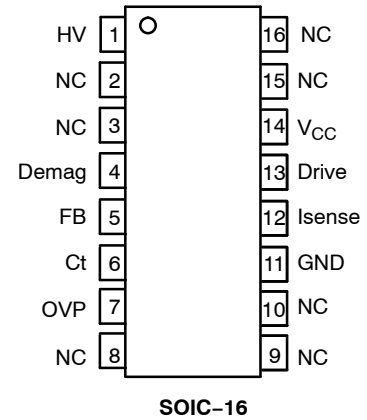 HV 1 16 NC
NC 2 15 NC
NC 3 14 VCC
Demag 4 13 Drive
FB 5 12 Isense
Ct 6 11 GND
OVP 7 10 NC
NC 8 9 NC
SOIC−16